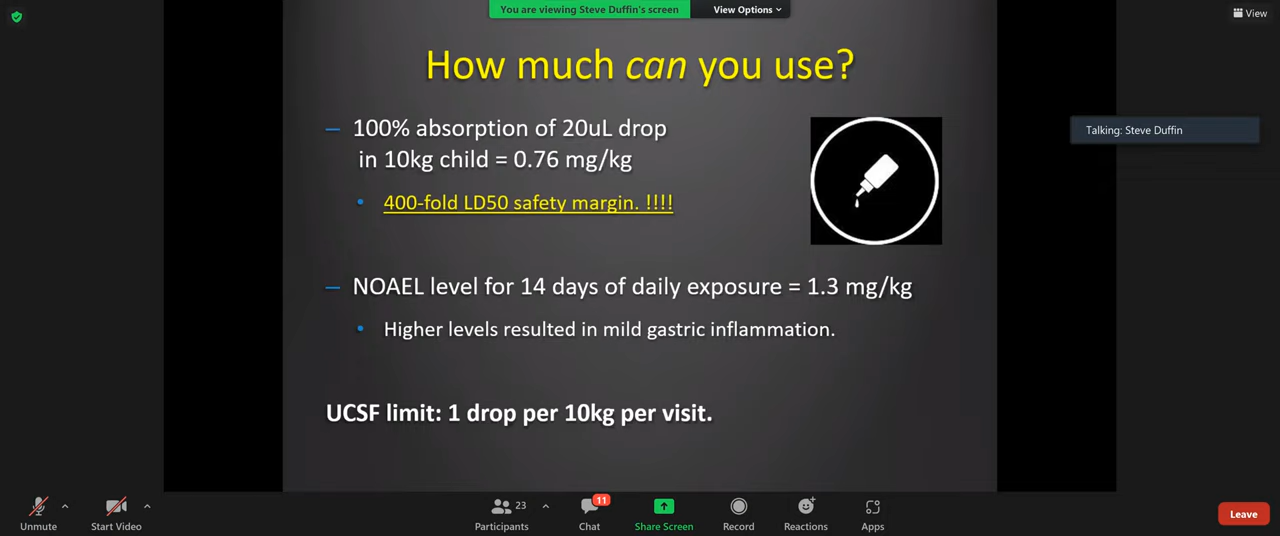 You are viewing Steve Duffin's screen
View Options
View
How much can you use?
– 100% absorption of 20uL drop
in 10kg child = 0.76 mg/kg
• 400-fold LD50 safety margin. !!!!
Talking: Steve Duffin
– NOAEL level for 14 days of daily exposure = 1.3 mg/kg
• Higher levels resulted in mild gastric inflammation.
UCSF limit: 1 drop per 10kg per visit.
23
11
Unmute
Start Video
Participants
Chat
Share Screen
Record
Reactions
Apps
Leave